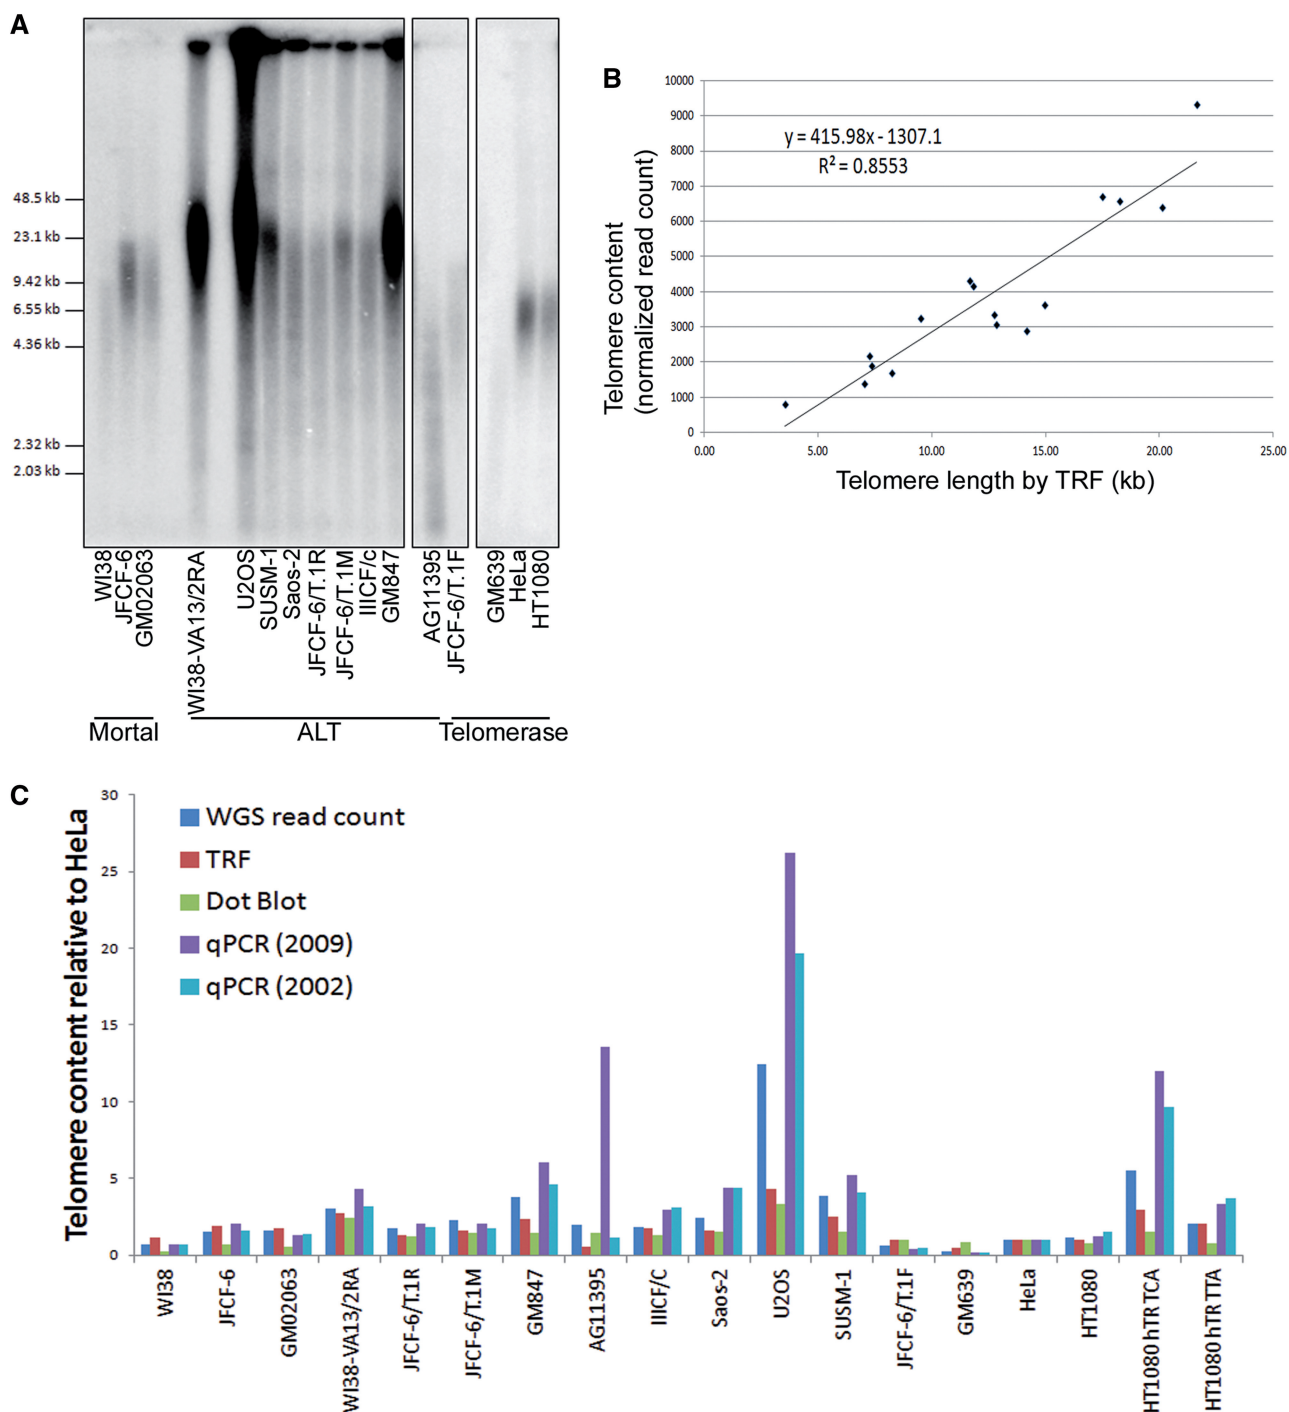 A
48.5 kb
23.1 kb
9.42 kb
6.55 kb
4.36 kb
2.32 kb
2.03 kb
WI38
JFCF-6
GM02063
WI38-VA13/2RA
U2OS
SUSM-1
Saos-2
JFCF-6/T.1R
JFCF-6/T.1M
IIICF/c
GM847
AG11395
JFCF-6/T.1F
GM639
HeLa
HT1080
Mortal
ALT
Telomerase
B
Telomere content
(normalized read count)
10000
9000
8000
7000
6000
5000
4000
3000
2000
1000
0
y = 415.98x - 1307.1
R² = 0.8553
0.00
5.00
10.00
15.00
20.00
25.00
Telomere length by TRF (kb)
C
Telomere content relative to HeLa
30
25
20
15
10
5
0
WGS read count
TRF
Dot Blot
qPCR (2009)
qPCR (2002)
WI38
JFCF-6
GM02063
WI38-VA13/2RA
JFCF-6/T.1R
JFCF-6/T.1M
GM847
AG11395
IIICF/C
Saos-2
U2OS
SUSM-1
JFCF-6/T.1F
GM639
HeLa
HT1080
HT1080 hTR TCA
HT1080 hTR TTA